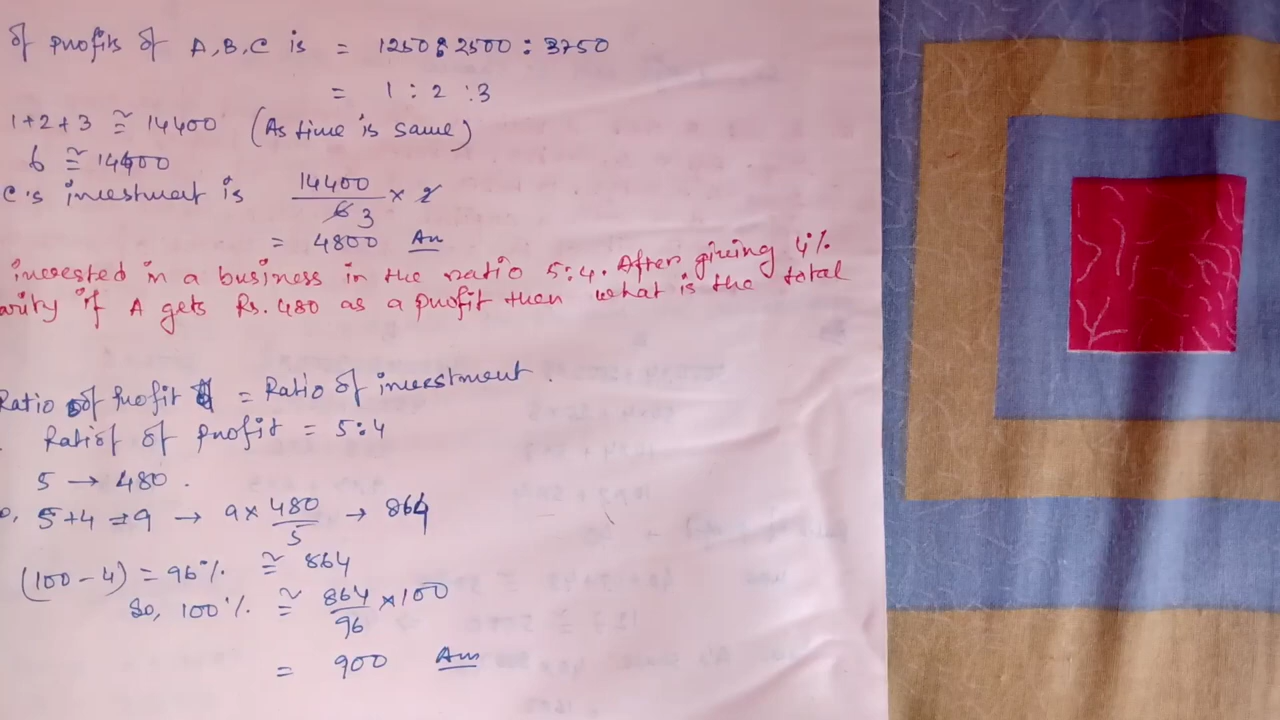 of profits of A, B, C is = 1250 : 2500 : 3750
= 1 : 2 : 3
1+2+3 ≅ 14400 (As time is same)
6 ≅ 14400
C's investment is 14400/6 3 × 2
= 4800 An
inversted in a business in the ratio 5:4. After giving 4%
arity if A gets Rs. 480 as a profit then what is the total
Ratio of Profit = Ratio of investment.
Ratiof of profit = 5:4
5 → 480.
o, 5+4 = 9 → 9 × 480/5 → 864
(100 - 4) = 96% ≅ 864
So, 100% ≅ 864/96 × 100
= 900 Ans